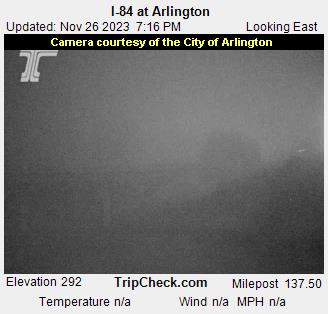 I-84 at Arlington
Updated: Nov 26 2023 7:16 PM Looking East
Camera courtesy of the City of Arlington
Elevation 292 TripCheck.com Milepost 137.50
Temperature n/a Wind n/a MPH n/a